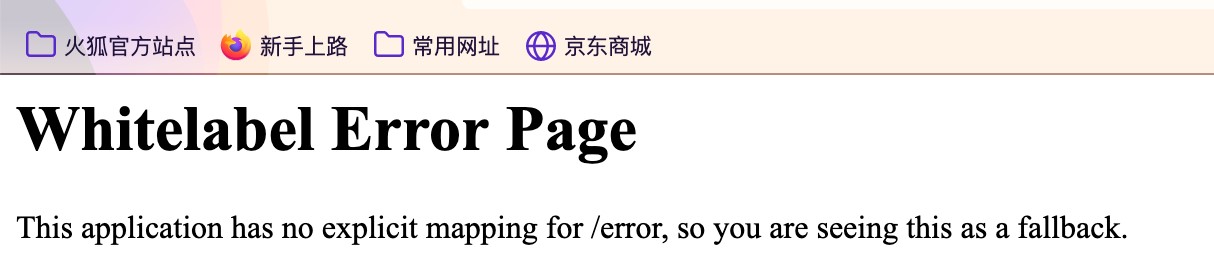 火狐官方站点 新手上路 常用网址 京东商城
Whitelabel Error Page
This application has no explicit mapping for /error, so you are seeing this as a fallback.